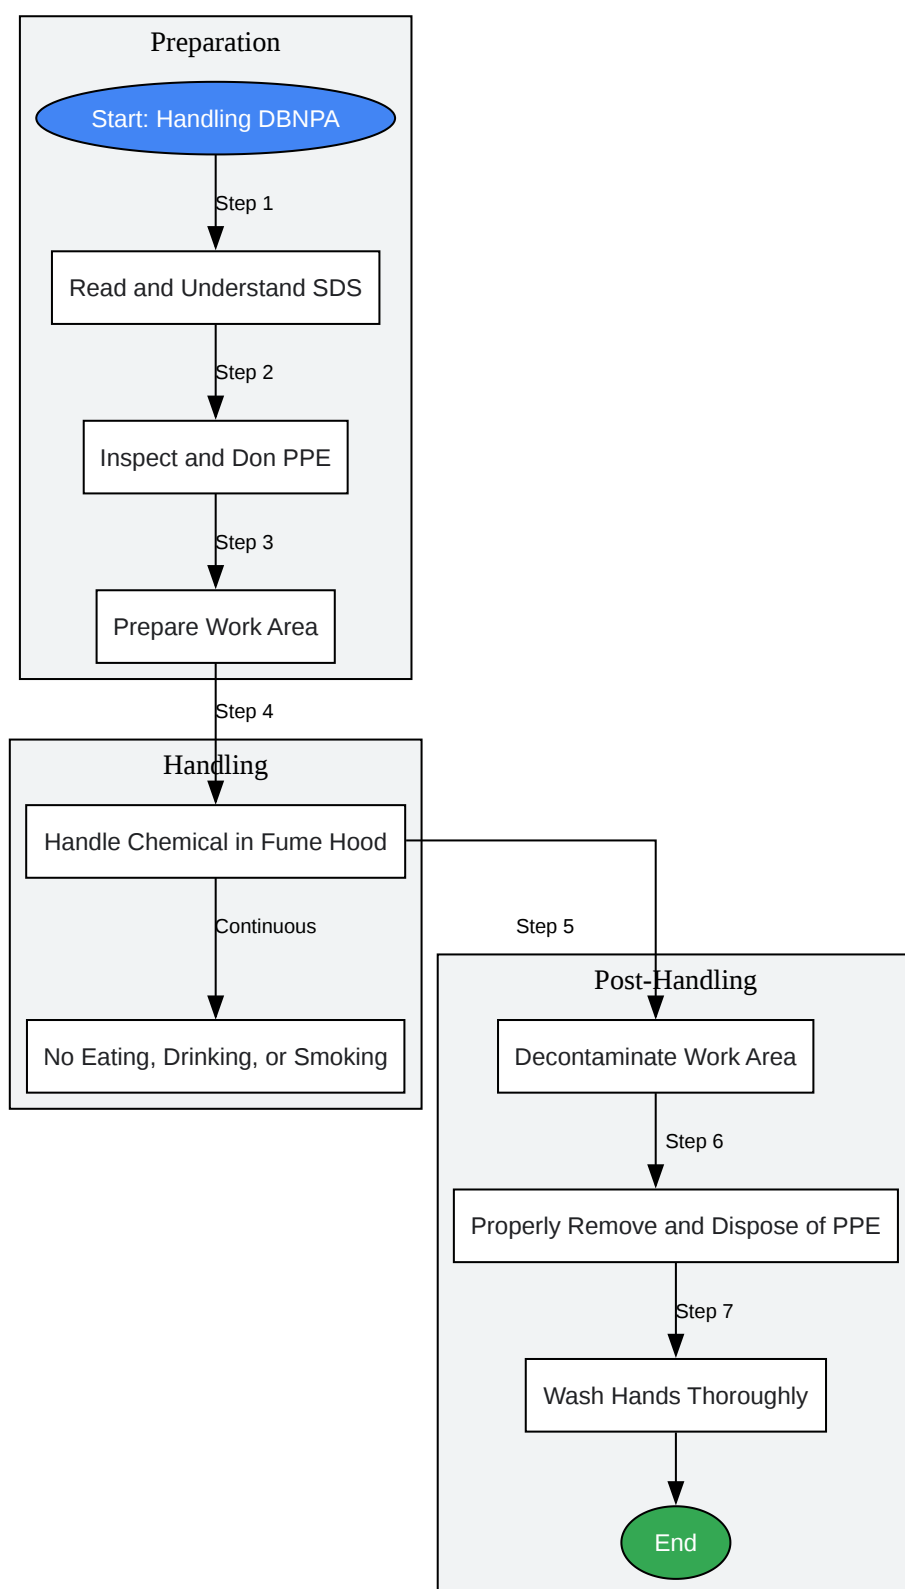 Preparation
Start: Handling DBNPA
Step 1
Read and Understand SDS
Step 2
Inspect and Don PPE
Step 3
Prepare Work Area
Step 4
Handling
Handle Chemical in Fume Hood
Continuous
No Eating, Drinking, or Smoking
Step 5
Post-Handling
Decontaminate Work Area
Step 6
Properly Remove and Dispose of PPE
Step 7
Wash Hands Thoroughly
End